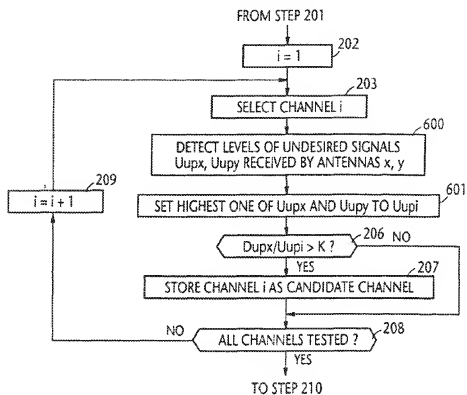 FROM STEP 201
202
i = 1
203
SELECT CHANNEL i
600
DETECT LEVELS OF UNDESIRED SIGNALS
Uupx, Uupy RECEIVED BY ANTENNAS x, y
209
i = i + 1
601
SET HIGHEST ONE OF Uupx AND Uupy TO Uupi
206
Dupx/Uupi > K ?
NO
YES
207
STORE CHANNEL i AS CANDIDATE CHANNEL
NO
208
ALL CHANNELS TESTED ?
YES
TO STEP 210